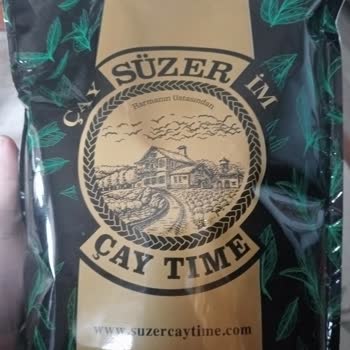 ÇAY SÜZER İM
Harmanın Ustasından
ÇAY TIME
www.suzercaytime.com